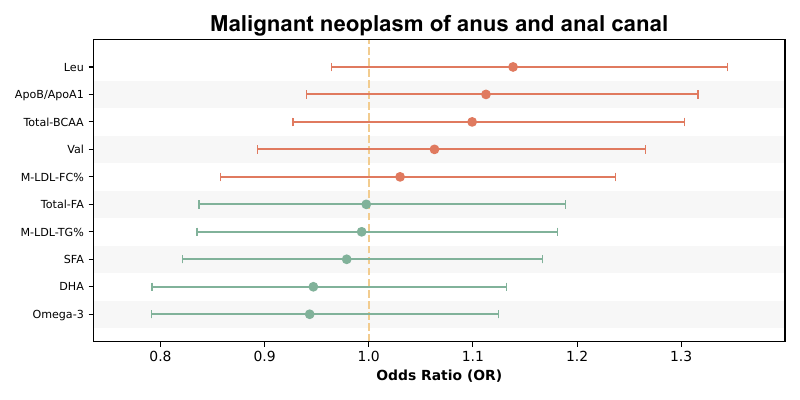 Malignant neoplasm of anus and anal canal
Leu
ApoB/ApoA1
Total-BCAA
Val
M-LDL-FC%
Total-FA
M-LDL-TG%
SFA
DHA
Omega-3
0.8 0.9 1.0 1.1 1.2 1.3
Odds Ratio (OR)